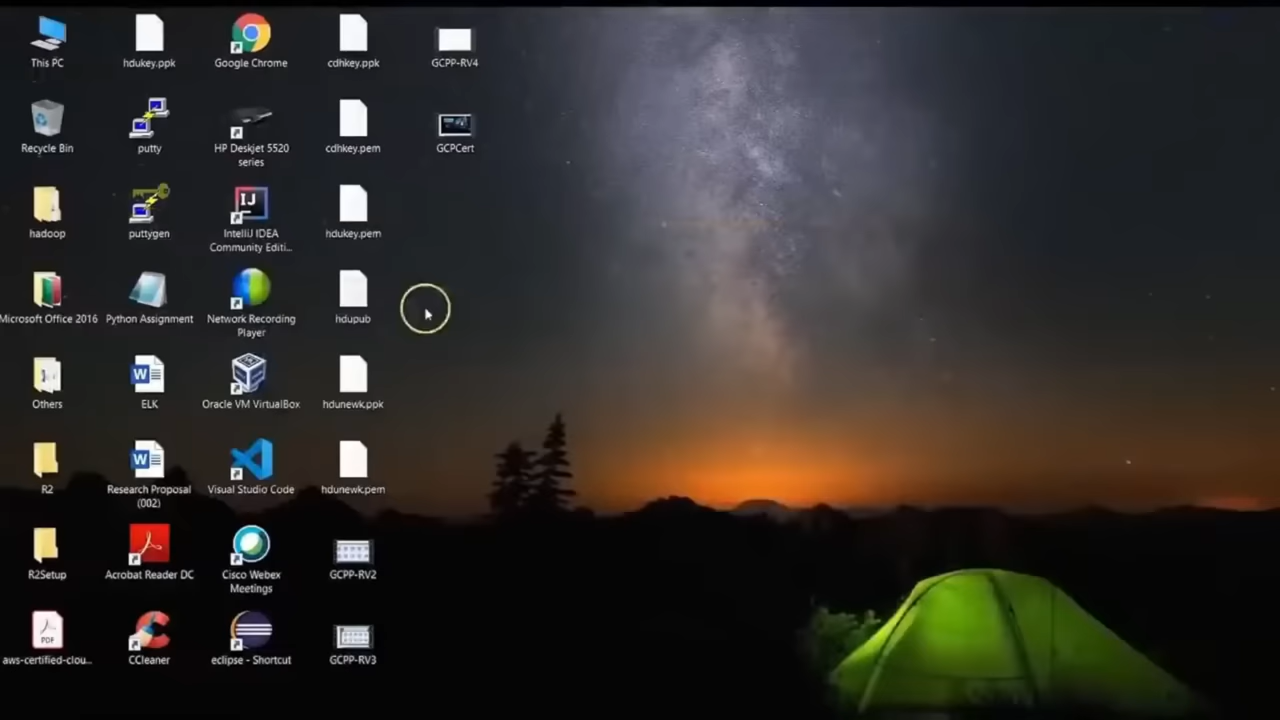 This PC
hdukey.ppk
Google Chrome
cdhkey.ppk
GCPP-RV4
Recycle Bin
putty
HP Deskjet 5520
series
cdhkey.pem
GCPCert
hadoop
puttygen
IJ
IntelliJ IDEA
Community Editi...
hdukey.pem
Microsoft Office 2016
Python Assignment
Network Recording
Player
hdupub
Others
W
ELK
Oracle VM VirtualBox
hdunewk.ppk
R2
W
Research Proposal
(002)
Visual Studio Code
hdunewk.pem
R2Setup
Acrobat Reader DC
Cisco Webex
Meetings
GCPP-RV2
PDF
aws-certified-clou...
CCleaner
eclipse - Shortcut
GCPP-RV3